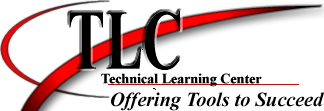 TLC
Technical Learning Center
Offering Tools to Succeed